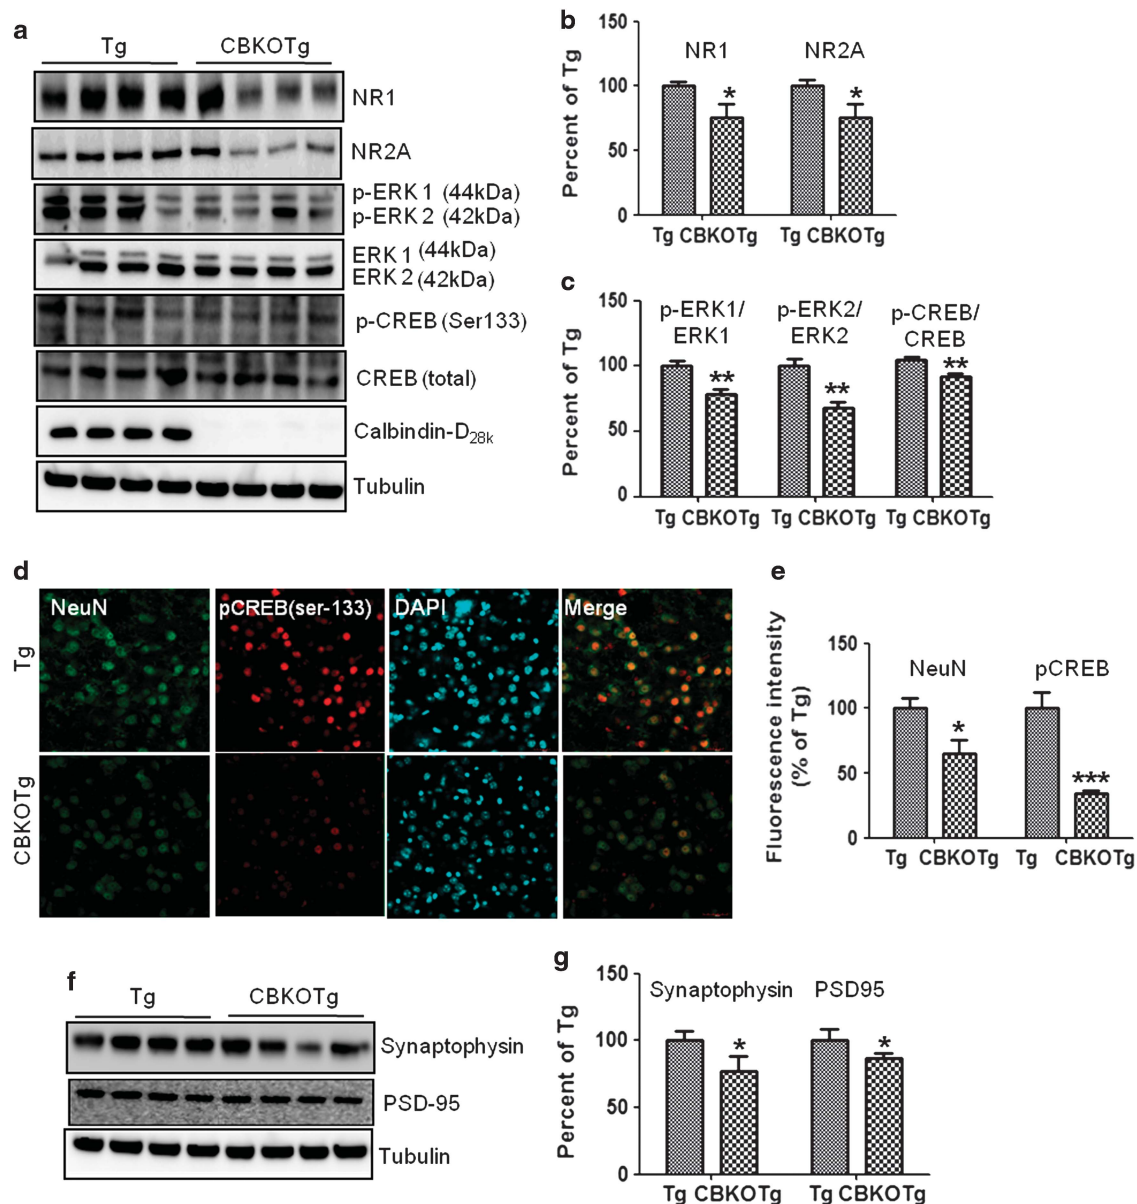 a
Tg CBKOTg
NR1
NR2A
p-ERK 1 (44kDa)
p-ERK 2 (42kDa)
ERK 1 (44kDa)
ERK 2 (42kDa)
p-CREB (Ser133)
CREB (total)
Calbindin-D28k
Tubulin
b
Percent of Tg
150
100
50
0
NR1 NR2A
* *
Tg CBKOTg Tg CBKOTg
c
Percent of Tg
150
100
50
0
p-ERK1/ p-ERK2/ p-CREB/
ERK1 ERK2 CREB
** ** **
Tg CBKOTg Tg CBKOTg Tg CBKOTg
d
NeuN pCREB(ser-133) DAPI Merge
Tg
CBKOTg
e
Fluorescence intensity
(% of Tg)
150
100
50
0
NeuN pCREB
* ***
Tg CBKOTg Tg CBKOTg
f
Tg CBKOTg
Synaptophysin
PSD-95
Tubulin
g
Percent of Tg
150
100
50
0
Synaptophysin PSD95
* *
Tg CBKOTg Tg CBKOTg